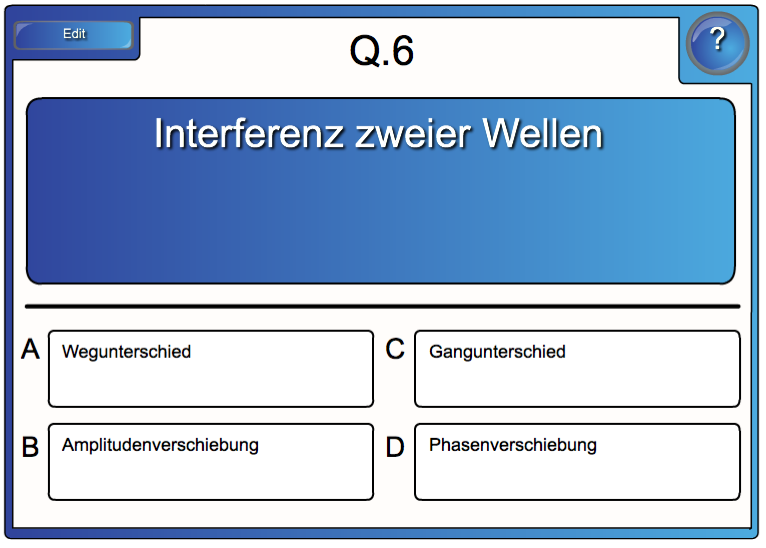 Edit
Q.6
?
Interferenz zweier Wellen
A
Wegunterschied
C
Gangunterschied
B
Amplitudenverschiebung
D
Phasenverschiebung